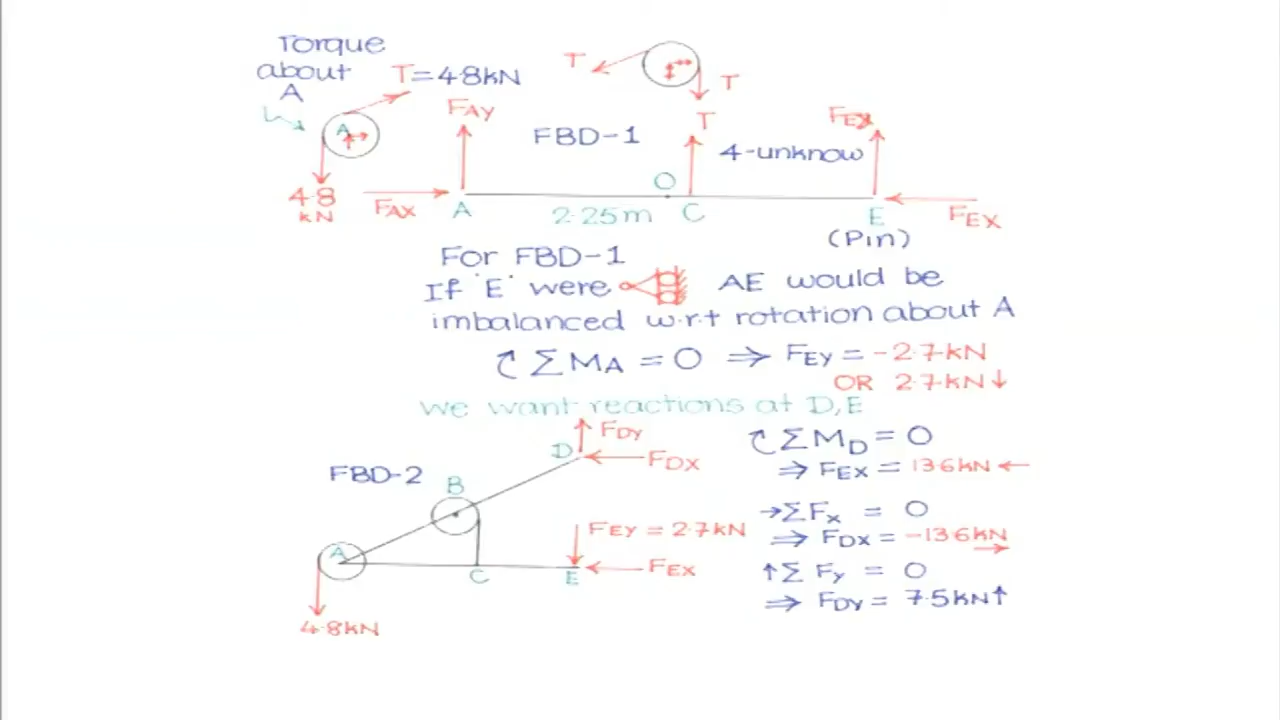 Torque
about
A
T=4.8kN
A
4.8
kN
T
T
FAY
FBD-1
T
4-unknow
FEY
FAX
A
2.25m
O
C
E
(Pin)
FEX
For FBD-1
If 'E' were AE would be
imbalanced w.r.t rotation about A
ΣMA = 0 ⇒ FEY = -2.7kN
OR 2.7kN↓
we want reactions at D,E
FBD-2
D
FDY
FDX
B
A
C
E
FEY = 2.7kN
FEX
4.8kN
ΣMD = 0
⇒ FEX = 13.6kN ←
→ΣFx = 0
⇒ FDX = -13.6kN →
↑ΣFy = 0
⇒ FDY = 7.5kN↑